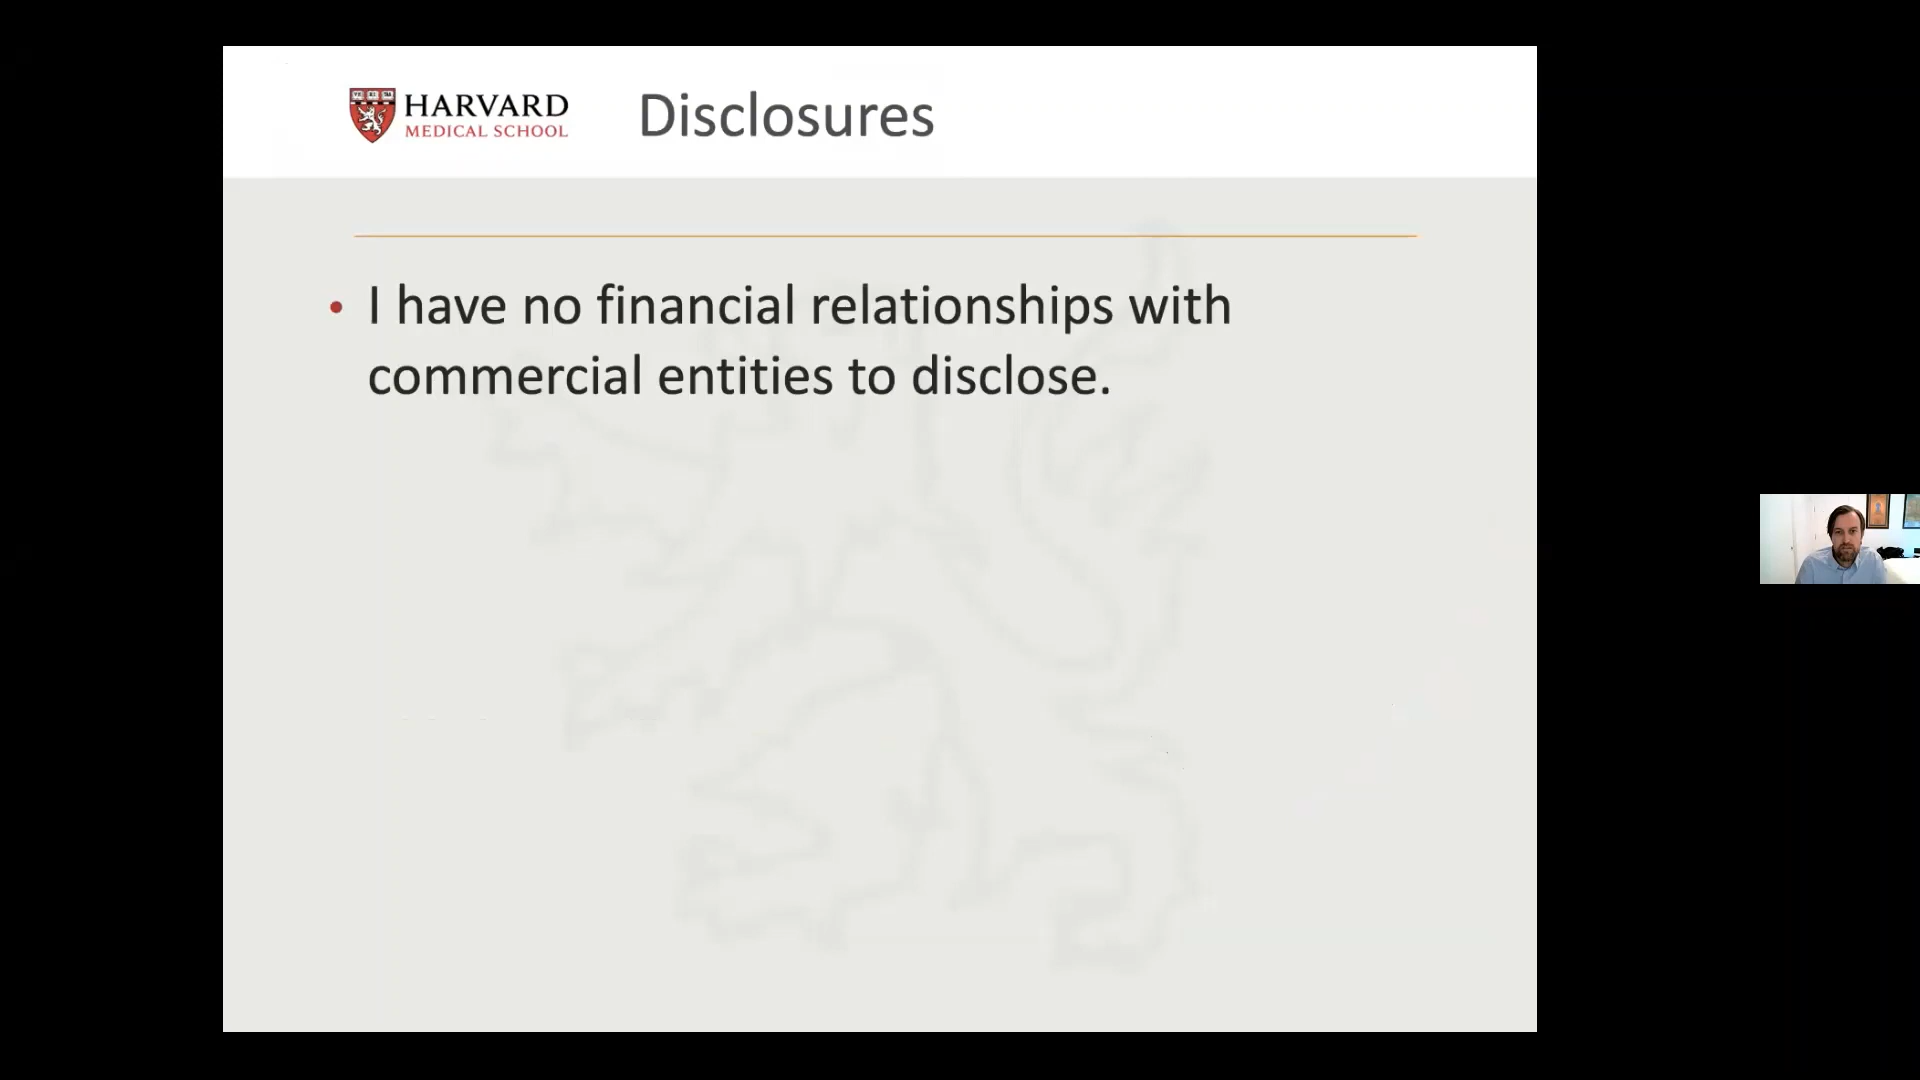 HARVARD
MEDICAL SCHOOL
Disclosures
• I have no financial relationships with
commercial entities to disclose.